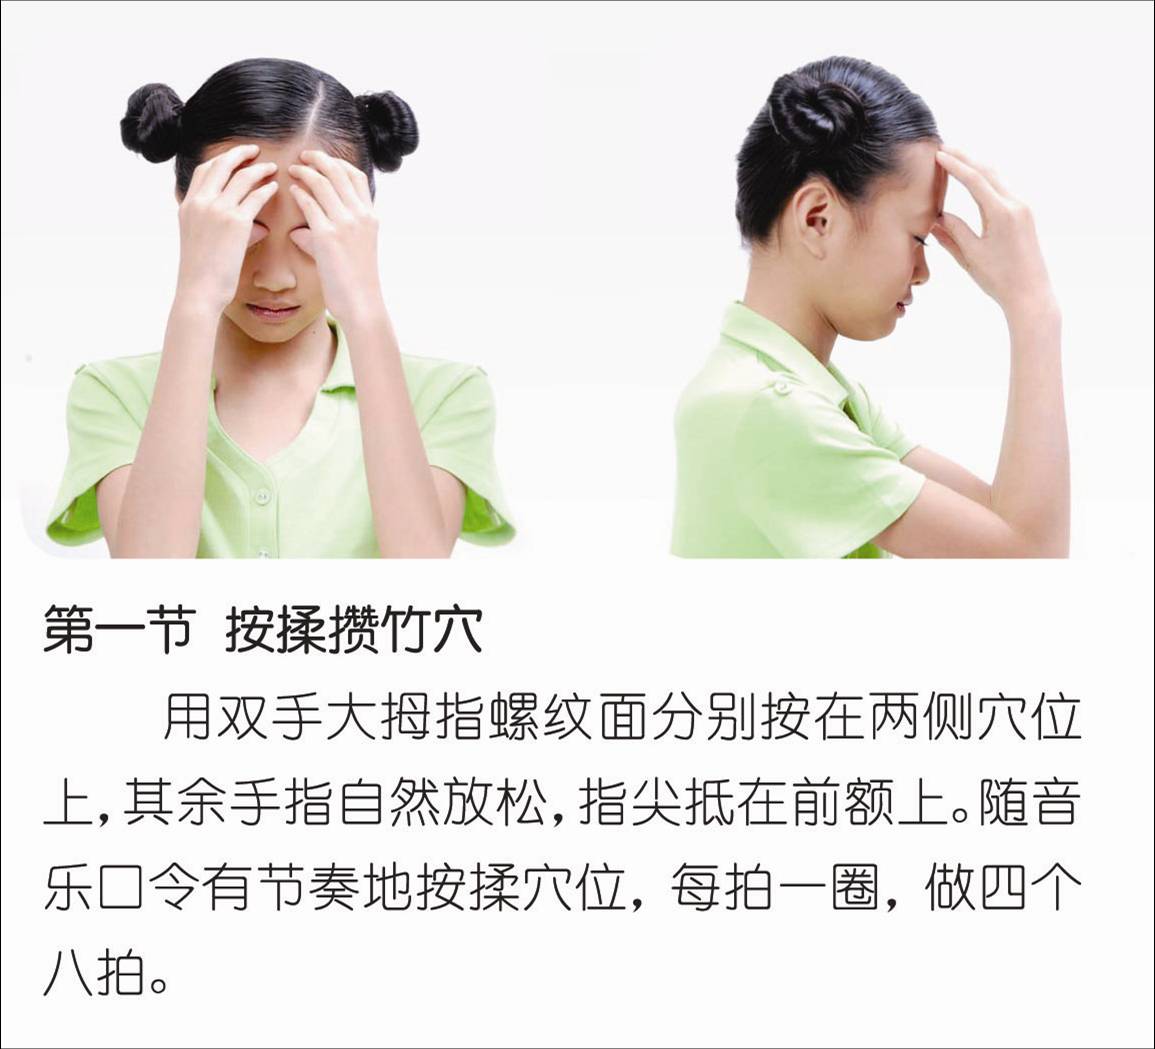 第一节 按揉攒竹穴
用双手大拇指螺纹面分别按在两侧穴位
上,其余手指自然放松,指尖抵在前额上。随音
乐口令有节奏地按揉穴位,每拍一圈,做四个
八拍。